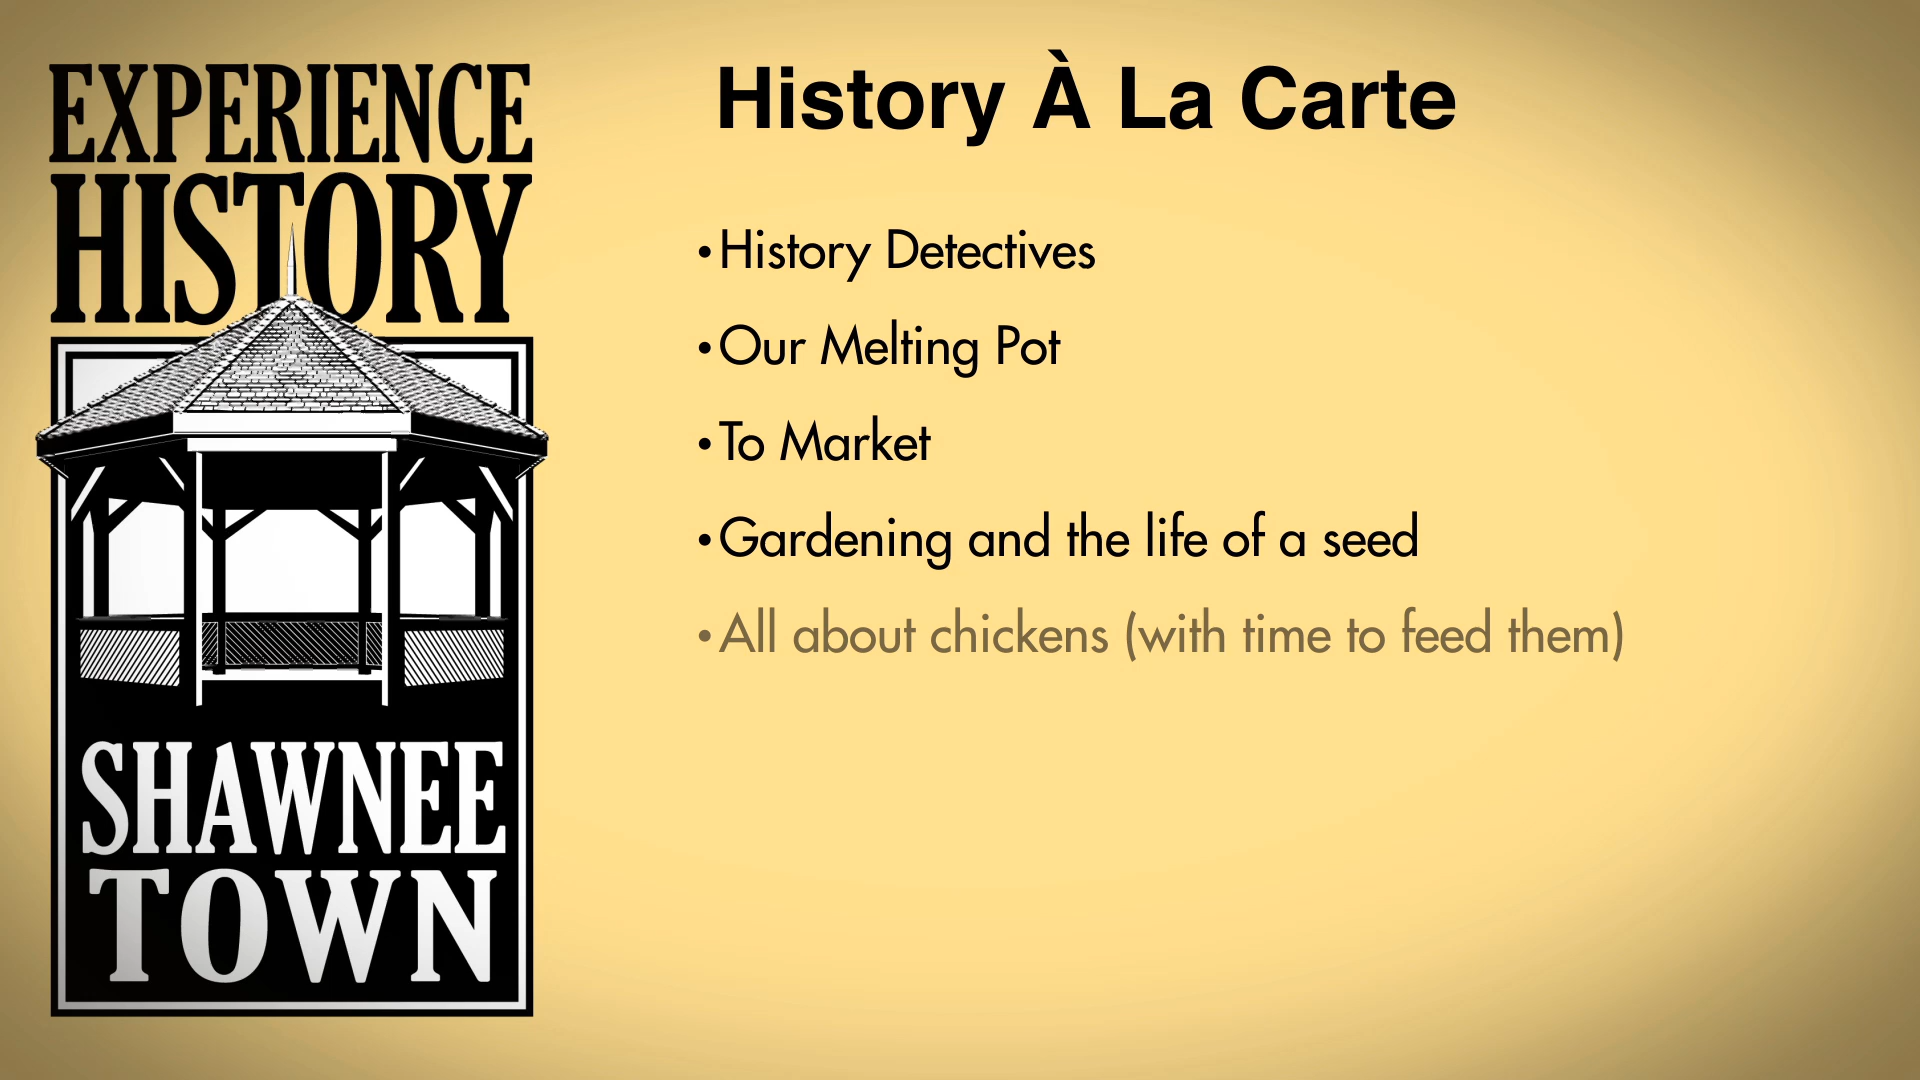 EXPERIENCE
HISTORY
SHAWNEE
TOWN
History À La Carte
•History Detectives
•Our Melting Pot
•To Market
•Gardening and the life of a seed
•All about chickens (with time to feed them)